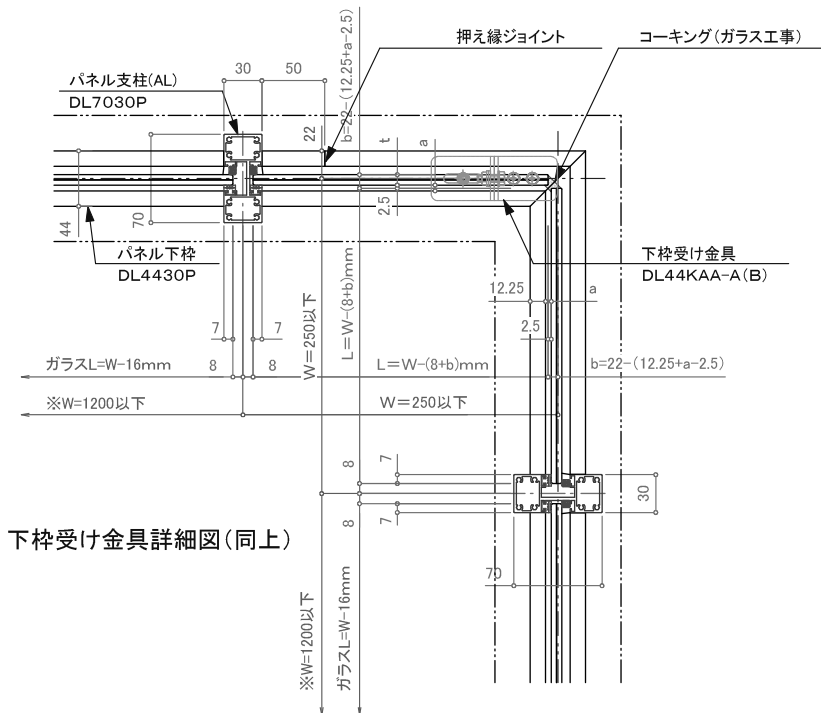 押え縁ジョイント
コーキング(ガラス工事)
b=22-(12.25+a-2.5)
30
50
パネル支柱(AL)
DL7030P
22
t
a
2.5
44
70
パネル下枠
DL4430P
下枠受け金具
DL44KAA-A(B)
12.25
a
2.5
7
7
W=250以下
L=W-(8+b)mm
ガラスL=W-16mm
8
8
L=W-(8+b)mm
b=22-(12.25+a-2.5)
※W=1200以下
W=250以下
8
7
30
8
7
下枠受け金具詳細図(同上)
70
※W=1200以下
ガラスL=W-16mm